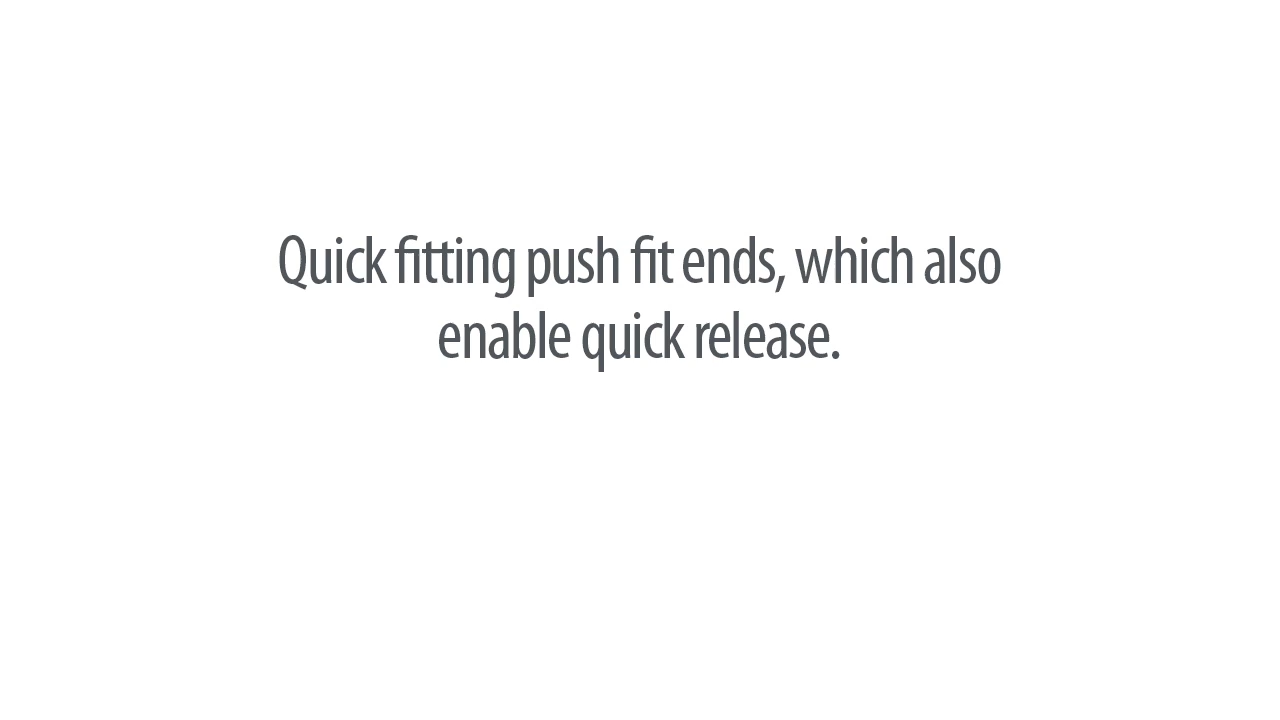 Quick fitting push fit ends, which also
enable quick release.